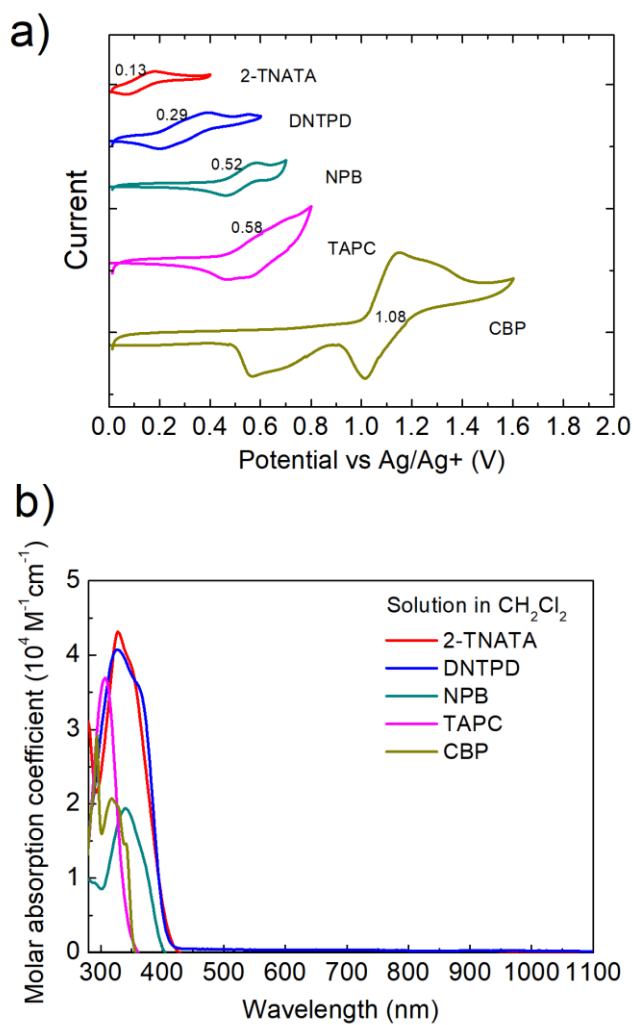 a)
0.13
2-TNATA
0.29
DNTPD
0.52
NPB
0.58
TAPC
1.08
CBP
Current
0.0 0.2 0.4 0.6 0.8 1.0 1.2 1.4 1.6 1.8 2.0
Potential vs Ag/Ag+ (V)
b)
Molar absorption coefficient (10⁴ M⁻¹cm⁻¹)
5
4
3
2
1
0
Solution in CH₂Cl₂
2-TNATA
DNTPD
NPB
TAPC
CBP
300 400 500 600 700 800 900 1000 1100
Wavelength (nm)